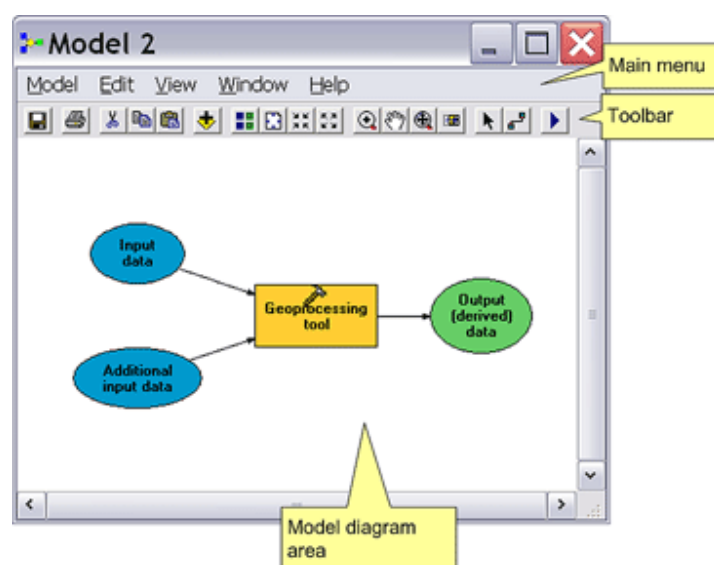 Model 2
Main menu
Model Edit View Window Help
Toolbar
Input
data
Geoprocessing
tool
Output
(derived)
data
Additional
input data
Model diagram
area